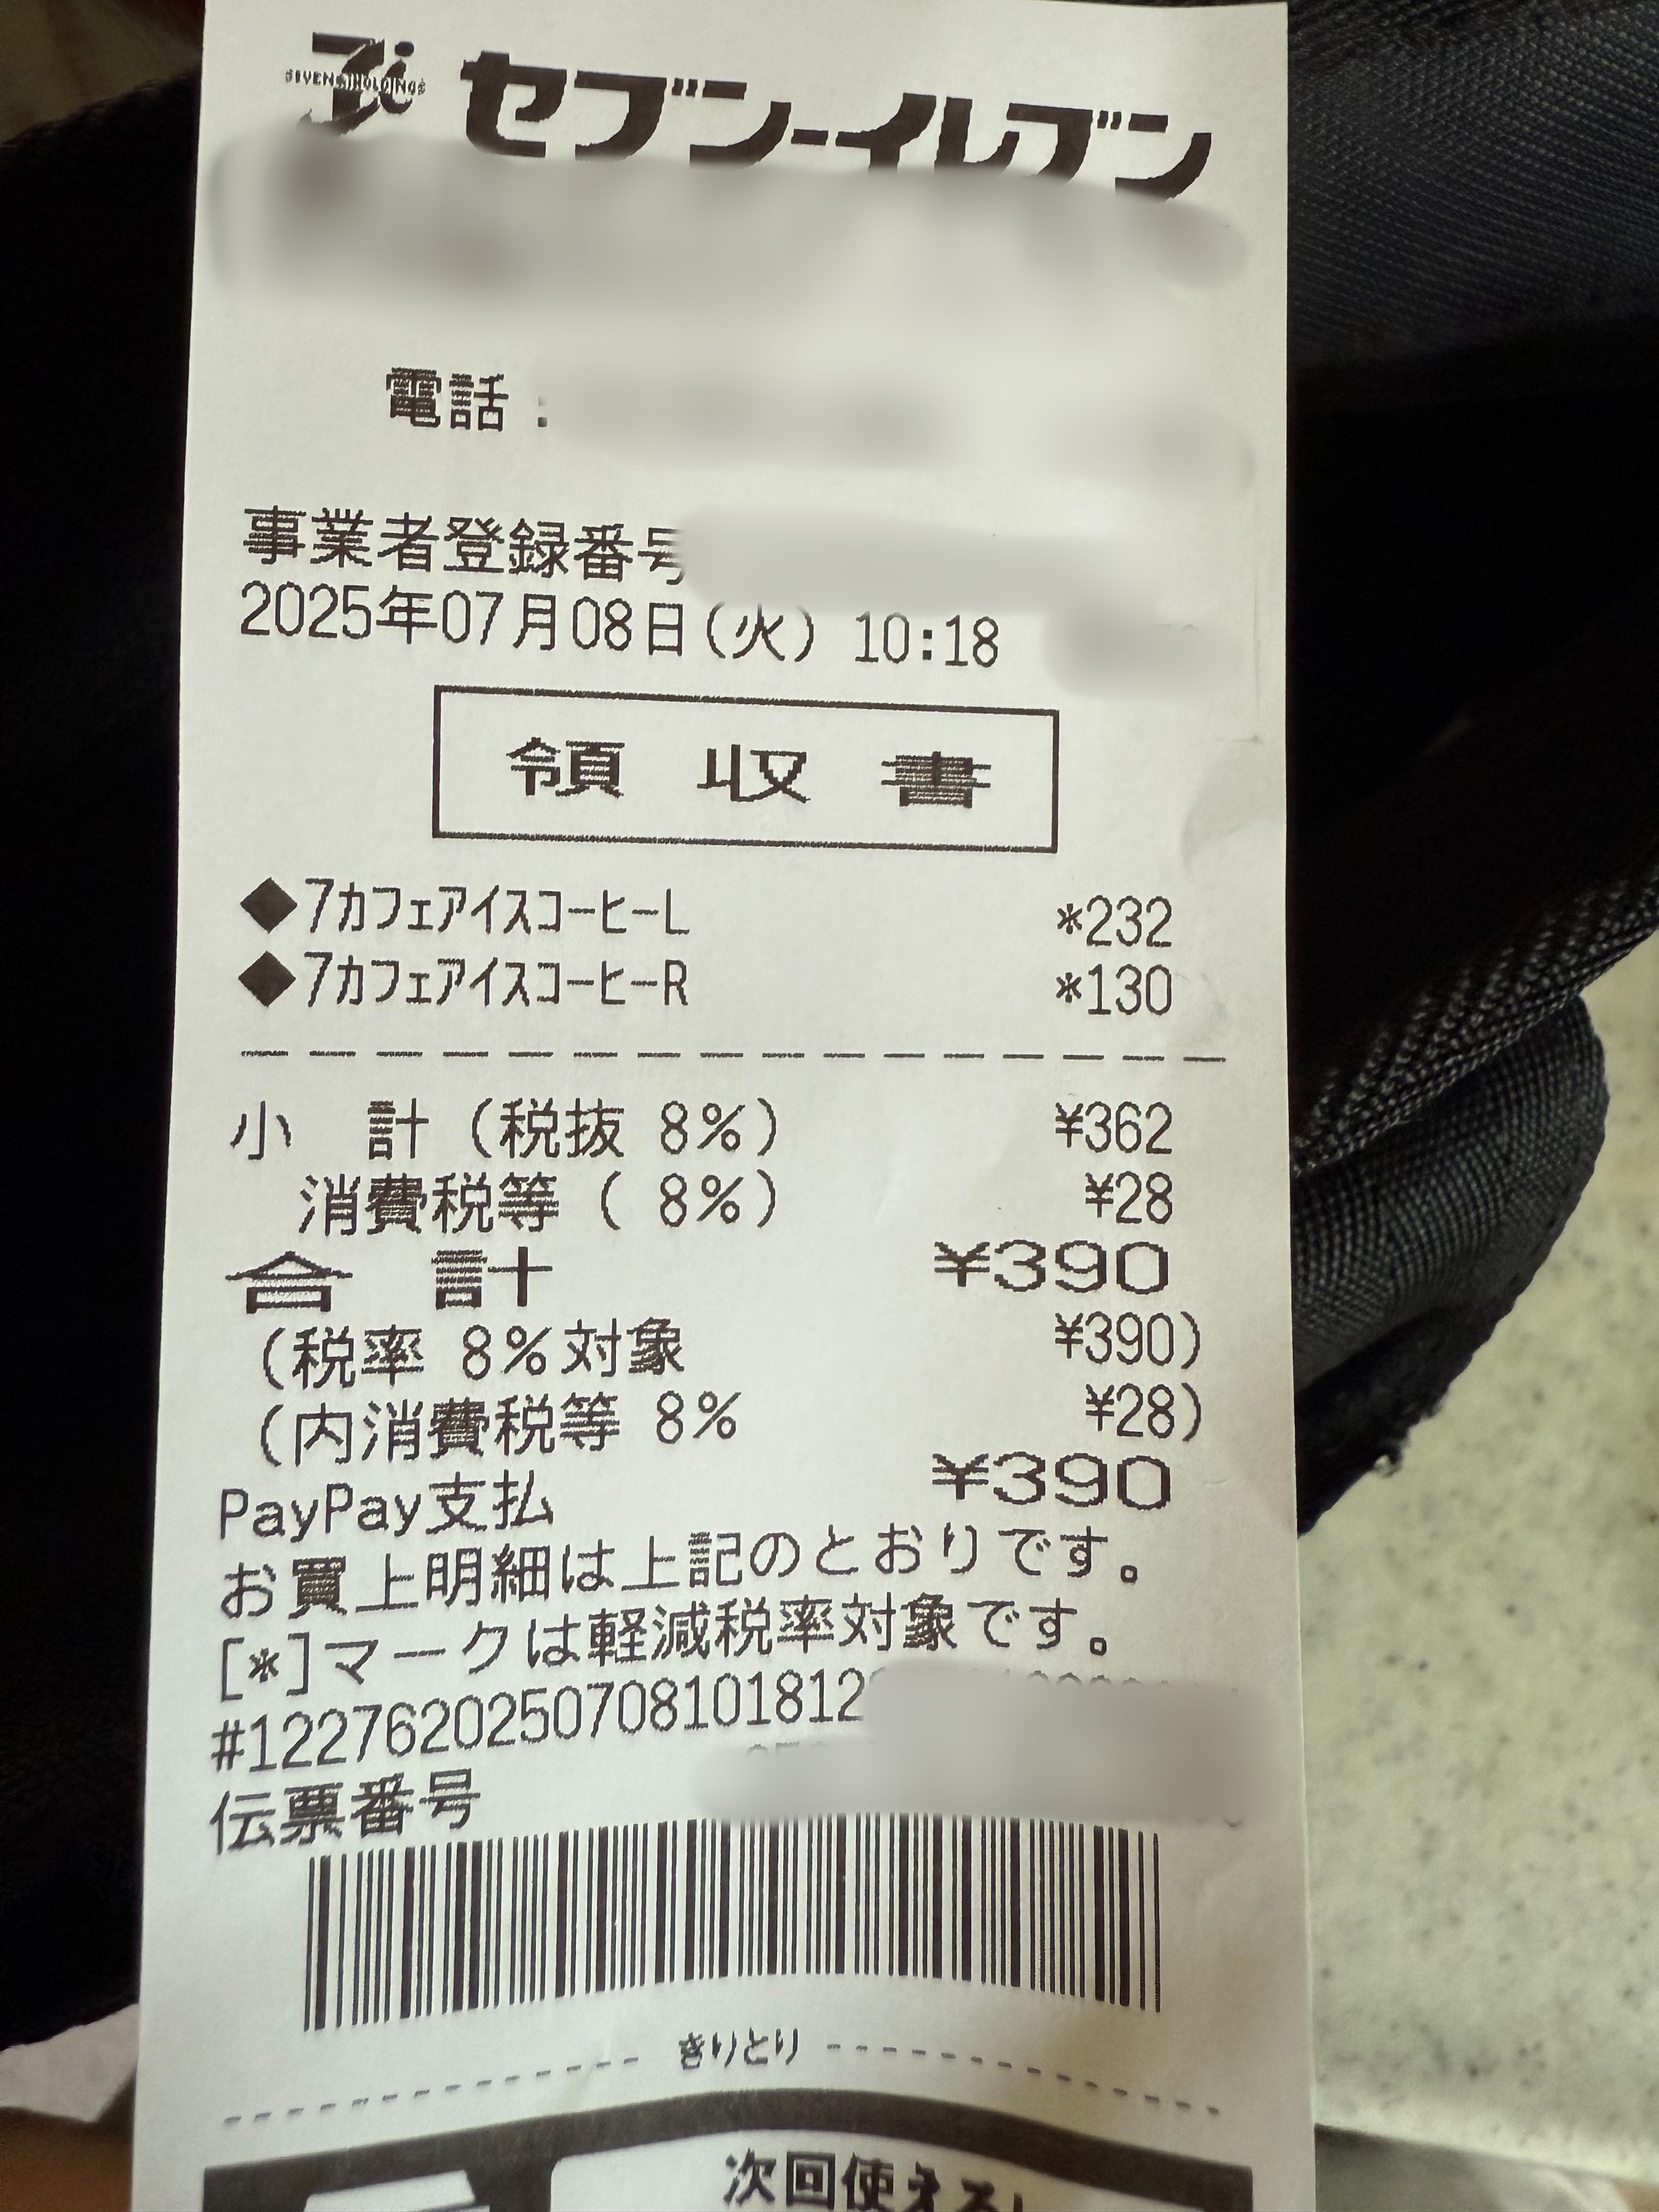 SEVEN&i HOLDINGS
セブン-イレブン
電話:
事業者登録番号
2025年07月08日(火) 10:18
領 収 書
◆7カフェアイスコーヒーL *232
◆7カフェアイスコーヒーR *130
小 計(税抜 8%) ¥362
消費税等( 8%) ¥28
合 計 ¥390
(税率 8%対象 ¥390)
(内消費税等 8% ¥28)
PayPay支払 ¥390
お買上明細は上記のとおりです。
[*]マークは軽減税率対象です。
#122762025070810181 2
伝票番号
きりとり
次回使える!